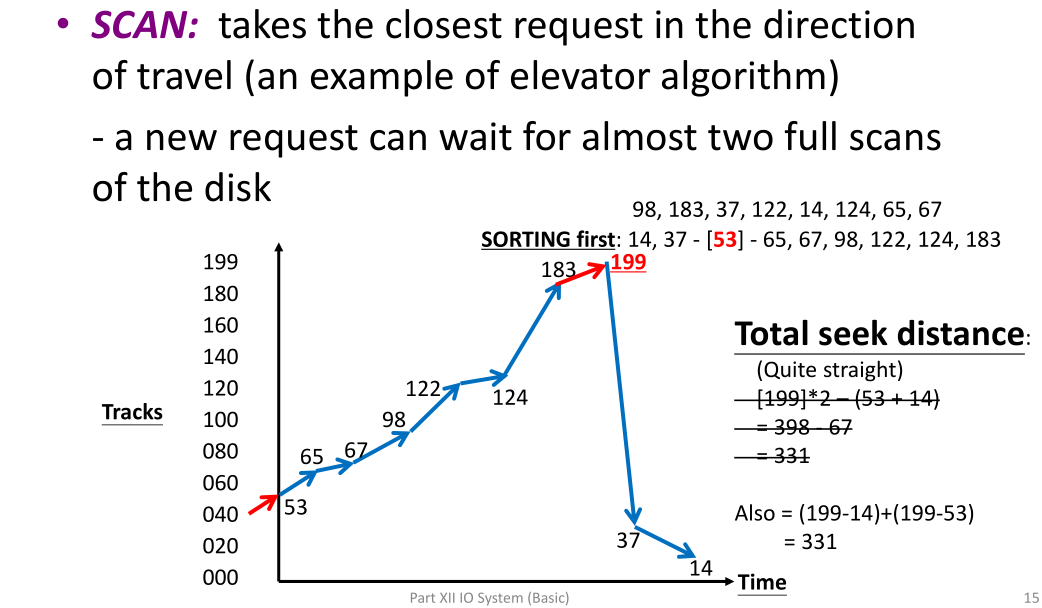 • SCAN: takes the closest request in the direction
of travel (an example of elevator algorithm)
- a new request can wait for almost two full scans
of the disk
98, 183, 37, 122, 14, 124, 65, 67
SORTING first: 14, 37 - [53] - 65, 67, 98, 122, 124, 183
199
180
160
140
120
100
080
060
040
020
000
Tracks
53
65
67
98
122
124
183
199
37
14
Time
Total seek distance:
(Quite straight)
[199]*2 – (53 + 14)
= 398 - 67
= 331
Also = (199-14)+(199-53)
= 331
Part XII IO System (Basic)
15